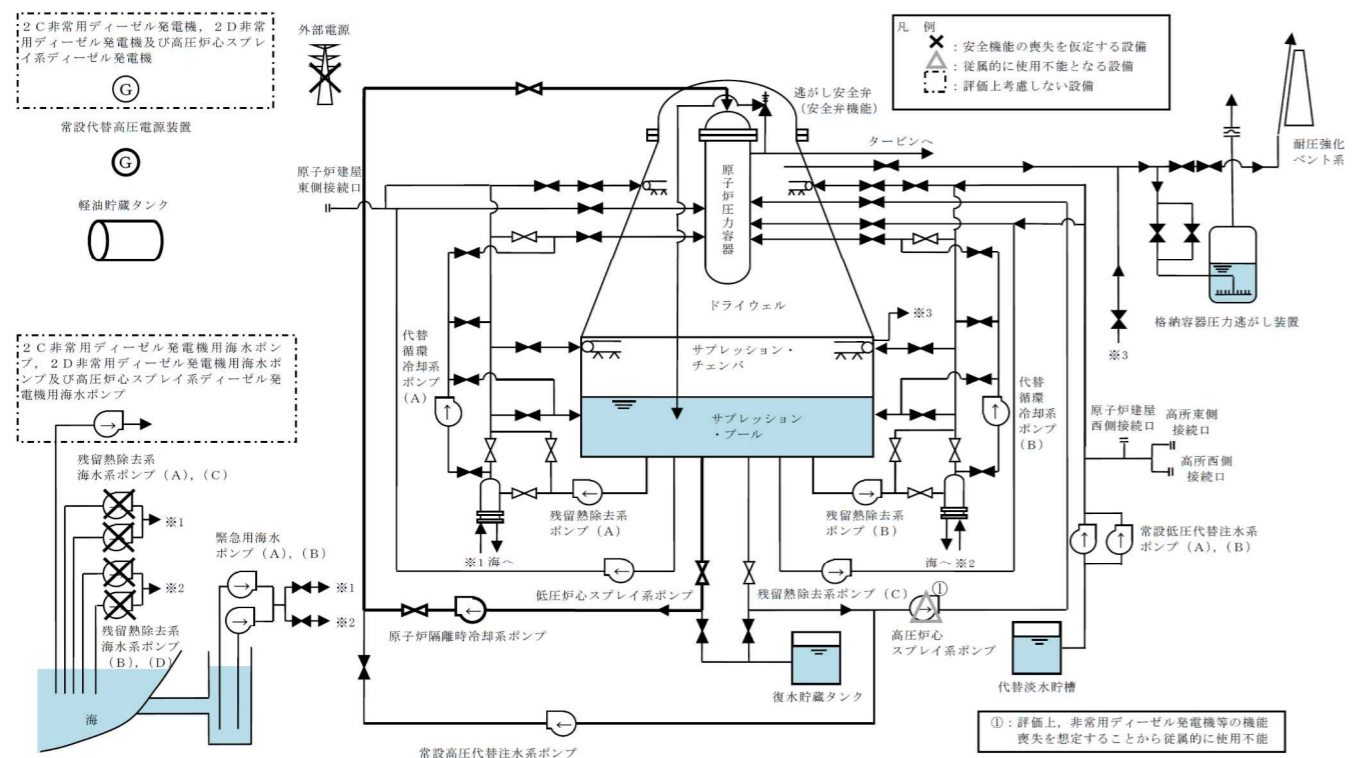 2C非常用ディーゼル発電機，2D非常
用ディーゼル発電機及び高圧炉心スプレ
イ系ディーゼル発電機
G
常設代替高圧電源装置
G
軽油貯蔵タンク
外部電源
凡　例
：安全機能の喪失を仮定する設備
：従属的に使用不能となる設備
：評価上考慮しない設備
逃がし安全弁
（安全弁機能）
タービンへ
耐圧強化
ベント系
原子炉建屋
東側接続口
原子炉圧力容器
ドライウェル
※3
格納容器圧力逃がし装置
※3
代替
循環
冷却系
ポンプ
（A）
サプレッション・
チェンバ
サプレッション
・プール
代替
循環
冷却系
ポンプ
（B）
原子炉建屋
西側接続口
高所東側
接続口
高所西側
接続口
2C非常用ディーゼル発電機用海水ポン
プ，2D非常用ディーゼル発電機用海水ポ
ンプ及び高圧炉心スプレイ系ディーゼル発
電機用海水ポンプ
残留熱除去系
海水系ポンプ（A），（C）
※1
※2
残留熱除去系
海水系ポンプ
（B），（D）
海
緊急用海水
ポンプ（A），（B）
※1
※2
残留熱除去系
ポンプ（A）
※1
海へ
残留熱除去系
ポンプ（B）
海へ
※2
常設低圧代替注水系
ポンプ（A），（B）
低圧炉心スプレイ系ポンプ
残留熱除去系ポンプ（C）
①
原子炉隔離時冷却系ポンプ
高圧炉心
スプレイ系ポンプ
復水貯蔵タンク
代替淡水貯槽
常設高圧代替注水系ポンプ
①：評価上，非常用ディーゼル発電機等の機能
喪失を想定することから従属的に使用不能